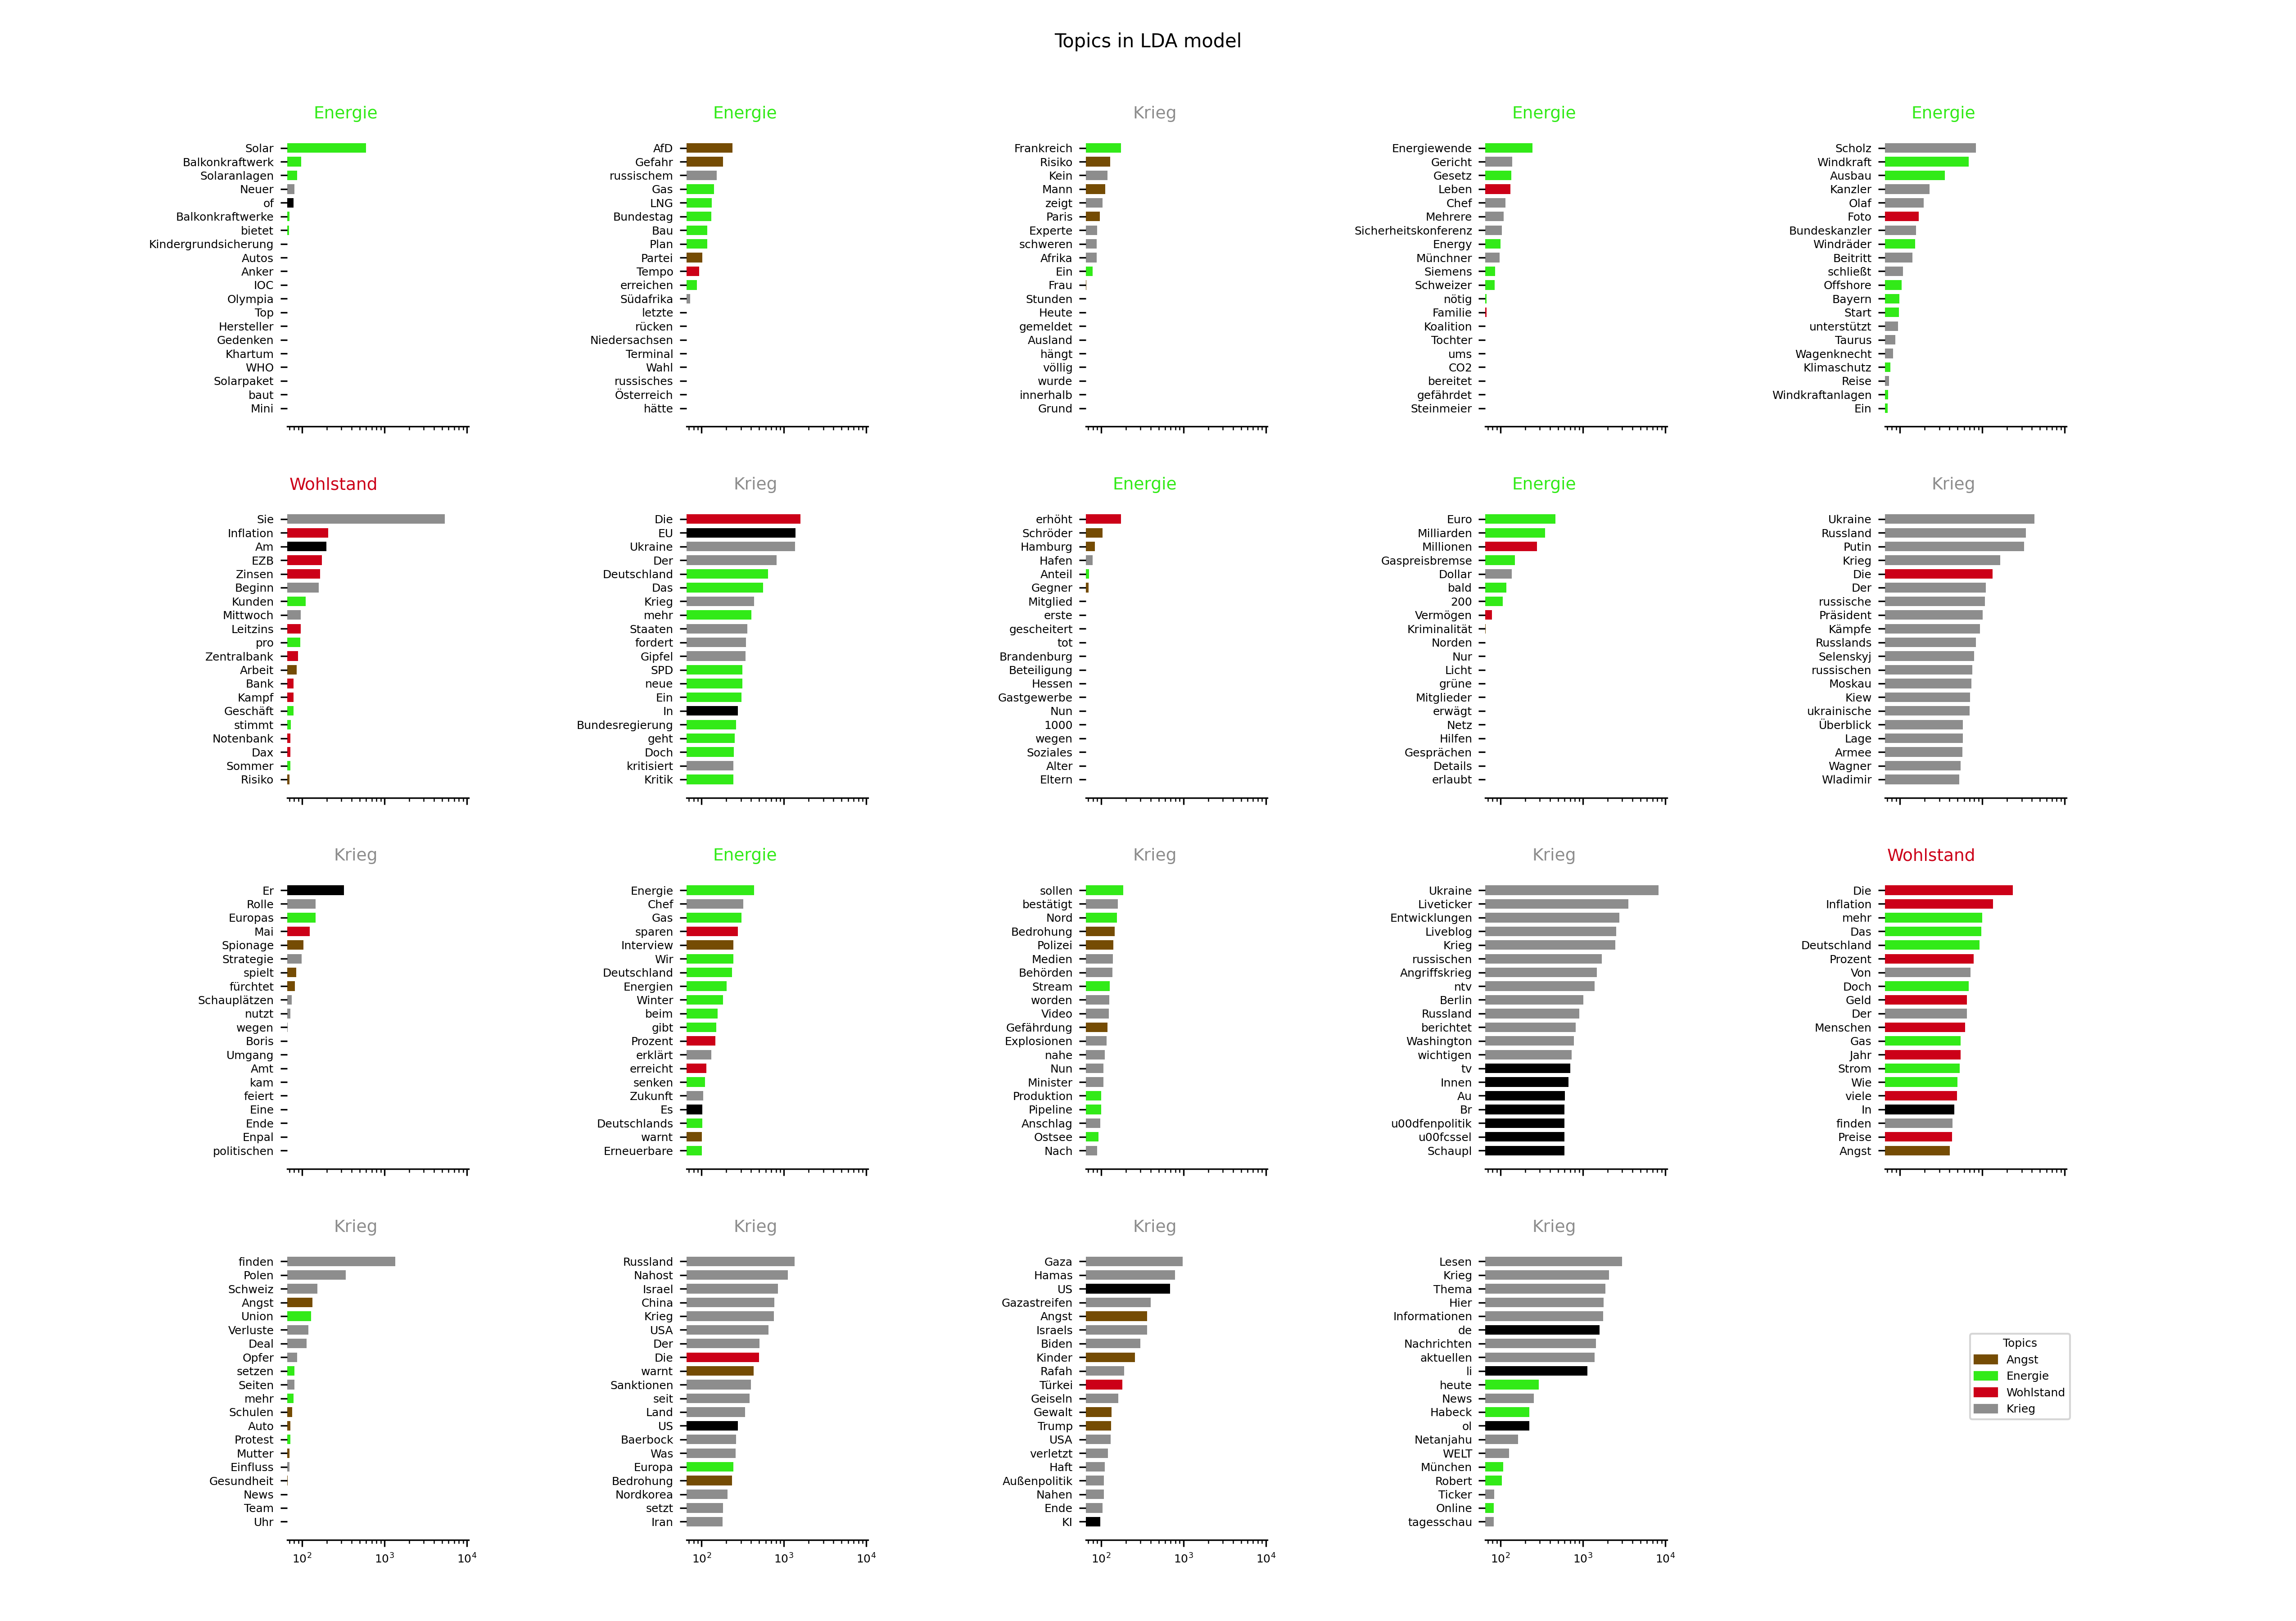 Topics in LDA model
Energie
Solar
Balkonkraftwerk
Solaranlagen
Neuer
of
Balkonkraftwerke
bietet
Kindergrundsicherung
Autos
Anker
IOC
Olympia
Top
Hersteller
Gedenken
Khartum
WHO
Solarpaket
baut
Mini
Energie
AfD
Gefahr
russischem
Gas
LNG
Bundestag
Bau
Plan
Partei
Tempo
erreichen
Südafrika
letzte
rücken
Niedersachsen
Terminal
Wahl
russisches
Österreich
hätte
Krieg
Frankreich
Risiko
Kein
Mann
zeigt
Paris
Experte
schweren
Afrika
Ein
Frau
Stunden
Heute
gemeldet
Ausland
hängt
völlig
wurde
innerhalb
Grund
Energie
Energiewende
Gericht
Gesetz
Leben
Chef
Mehrere
Sicherheitskonferenz
Energy
Münchner
Siemens
Schweizer
nötig
Familie
Koalition
Tochter
ums
CO2
bereitet
gefährdet
Steinmeier
Energie
Scholz
Windkraft
Ausbau
Kanzler
Olaf
Foto
Bundeskanzler
Windräder
Beitritt
schließt
Offshore
Bayern
Start
unterstützt
Taurus
Wagenknecht
Klimaschutz
Reise
Windkraftanlagen
Ein
Wohlstand
Sie
Inflation
Am
EZB
Zinsen
Beginn
Kunden
Mittwoch
Leitzins
pro
Zentralbank
Arbeit
Bank
Kampf
Geschäft
stimmt
Notenbank
Dax
Sommer
Risiko
Krieg
Die
EU
Ukraine
Der
Deutschland
Das
Krieg
mehr
Staaten
fordert
Gipfel
SPD
neue
Ein
In
Bundesregierung
geht
Doch
kritisiert
Kritik
Energie
erhöht
Schröder
Hamburg
Hafen
Anteil
Gegner
Mitglied
erste
gescheitert
tot
Brandenburg
Beteiligung
Hessen
Gastgewerbe
Nun
1000
wegen
Soziales
Alter
Eltern
Energie
Euro
Milliarden
Millionen
Gaspreisbremse
Dollar
bald
200
Vermögen
Kriminalität
Norden
Nur
Licht
grüne
Mitglieder
erwägt
Netz
Hilfen
Gesprächen
Details
erlaubt
Krieg
Ukraine
Russland
Putin
Krieg
Die
Der
russische
Präsident
Kämpfe
Russlands
Selenskyj
russischen
Moskau
Kiew
ukrainische
Überblick
Lage
Armee
Wagner
Wladimir
Krieg
Er
Rolle
Europas
Mai
Spionage
Strategie
spielt
fürchtet
Schauplätzen
nutzt
wegen
Boris
Umgang
Amt
kam
feiert
Eine
Ende
Enpal
politischen
Energie
Energie
Chef
Gas
sparen
Interview
Wir
Deutschland
Energien
Winter
beim
gibt
Prozent
erklärt
erreicht
senken
Zukunft
Es
Deutschlands
warnt
Erneuerbare
Krieg
sollen
bestätigt
Nord
Bedrohung
Polizei
Medien
Behörden
Stream
worden
Video
Gefährdung
Explosionen
nahe
Nun
Minister
Produktion
Pipeline
Anschlag
Ostsee
Nach
Krieg
Ukraine
Liveticker
Entwicklungen
Liveblog
Krieg
russischen
Angriffskrieg
ntv
Berlin
Russland
berichtet
Washington
wichtigen
tv
Innen
Au
Br
u00dfenpolitik
u00fcssel
Schaupl
Wohlstand
Die
Inflation
mehr
Das
Deutschland
Prozent
Von
Doch
Geld
Der
Menschen
Gas
Jahr
Strom
Wie
viele
In
finden
Preise
Angst
Krieg
finden
Polen
Schweiz
Angst
Union
Verluste
Deal
Opfer
setzen
Seiten
mehr
Schulen
Auto
Protest
Mutter
Einfluss
Gesundheit
News
Team
Uhr
10² 10³ 10⁴
Krieg
Russland
Nahost
Israel
China
Krieg
USA
Der
Die
warnt
Sanktionen
seit
Land
US
Baerbock
Was
Europa
Bedrohung
Nordkorea
setzt
Iran
10² 10³ 10⁴
Krieg
Gaza
Hamas
US
Gazastreifen
Angst
Israels
Biden
Kinder
Rafah
Türkei
Geiseln
Gewalt
Trump
USA
verletzt
Haft
Außenpolitik
Nahen
Ende
KI
10² 10³ 10⁴
Krieg
Lesen
Krieg
Thema
Hier
Informationen
de
Nachrichten
aktuellen
li
heute
News
Habeck
ol
Netanjahu
WELT
München
Robert
Ticker
Online
tagesschau
10² 10³ 10⁴
Topics
Angst
Energie
Wohlstand
Krieg